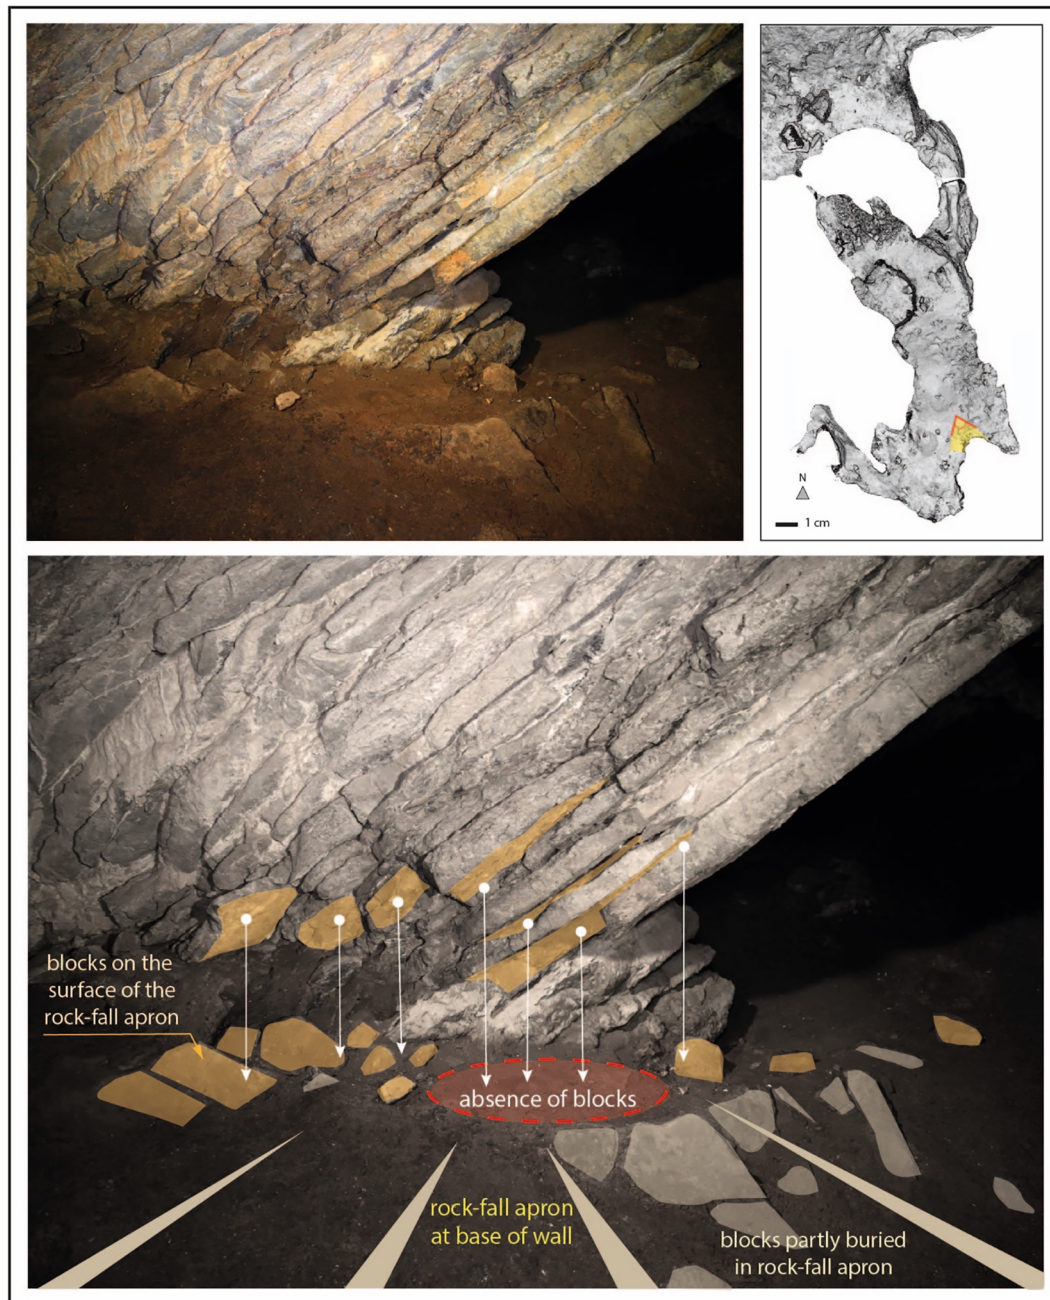 N
1 cm
blocks on the
surface of the
rock-fall apron
absence of blocks
rock-fall apron
at base of wall
blocks partly buried
in rock-fall apron